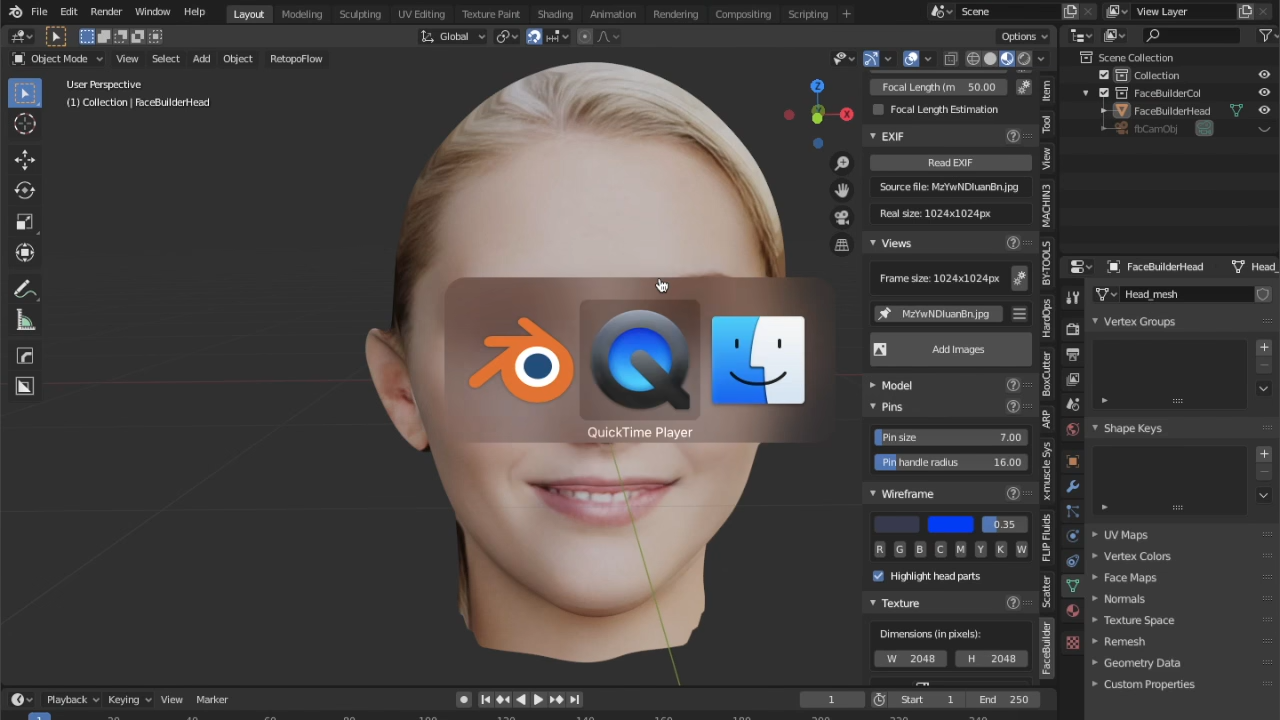 File Edit Render Window Help Layout Modeling Sculpting UV Editing Texture Paint Shading Animation Rendering Compositing Scripting + Scene View Layer
Global Options
Object Mode View Select Add Object RetopoFlow
User Perspective
(1) Collection | FaceBuilderHead
Z
Y
X
Focal Length (m 50.00
Focal Length Estimation
EXIF
Read EXIF
Source file: MzYwNDIuanBn.jpg
Real size: 1024x1024px
Views
Frame size: 1024x1024px
MzYwNDIuanBn.jpg
Add Images
Model
Pins
Pin size 7.00
Pin handle radius 16.00
Wireframe
0.35
R G B C M Y K W
Highlight head parts
Texture
Dimensions (in pixels):
W 2048 H 2048
Item
Tool
View
MACHIN3
BY-TOOLS
HardOps
BoxCutter
ARP
x-muscle Sys
FLIP Fluids
Scatter
FaceBuilder
QuickTime Player
Scene Collection
Collection
FaceBuilderCol
FaceBuilderHead
fbCamObj
FaceBuilderHead Head_
Head_mesh
Vertex Groups
Shape Keys
UV Maps
Vertex Colors
Face Maps
Normals
Texture Space
Remesh
Geometry Data
Custom Properties
Playback Keying View Marker 1 Start 1 End 250